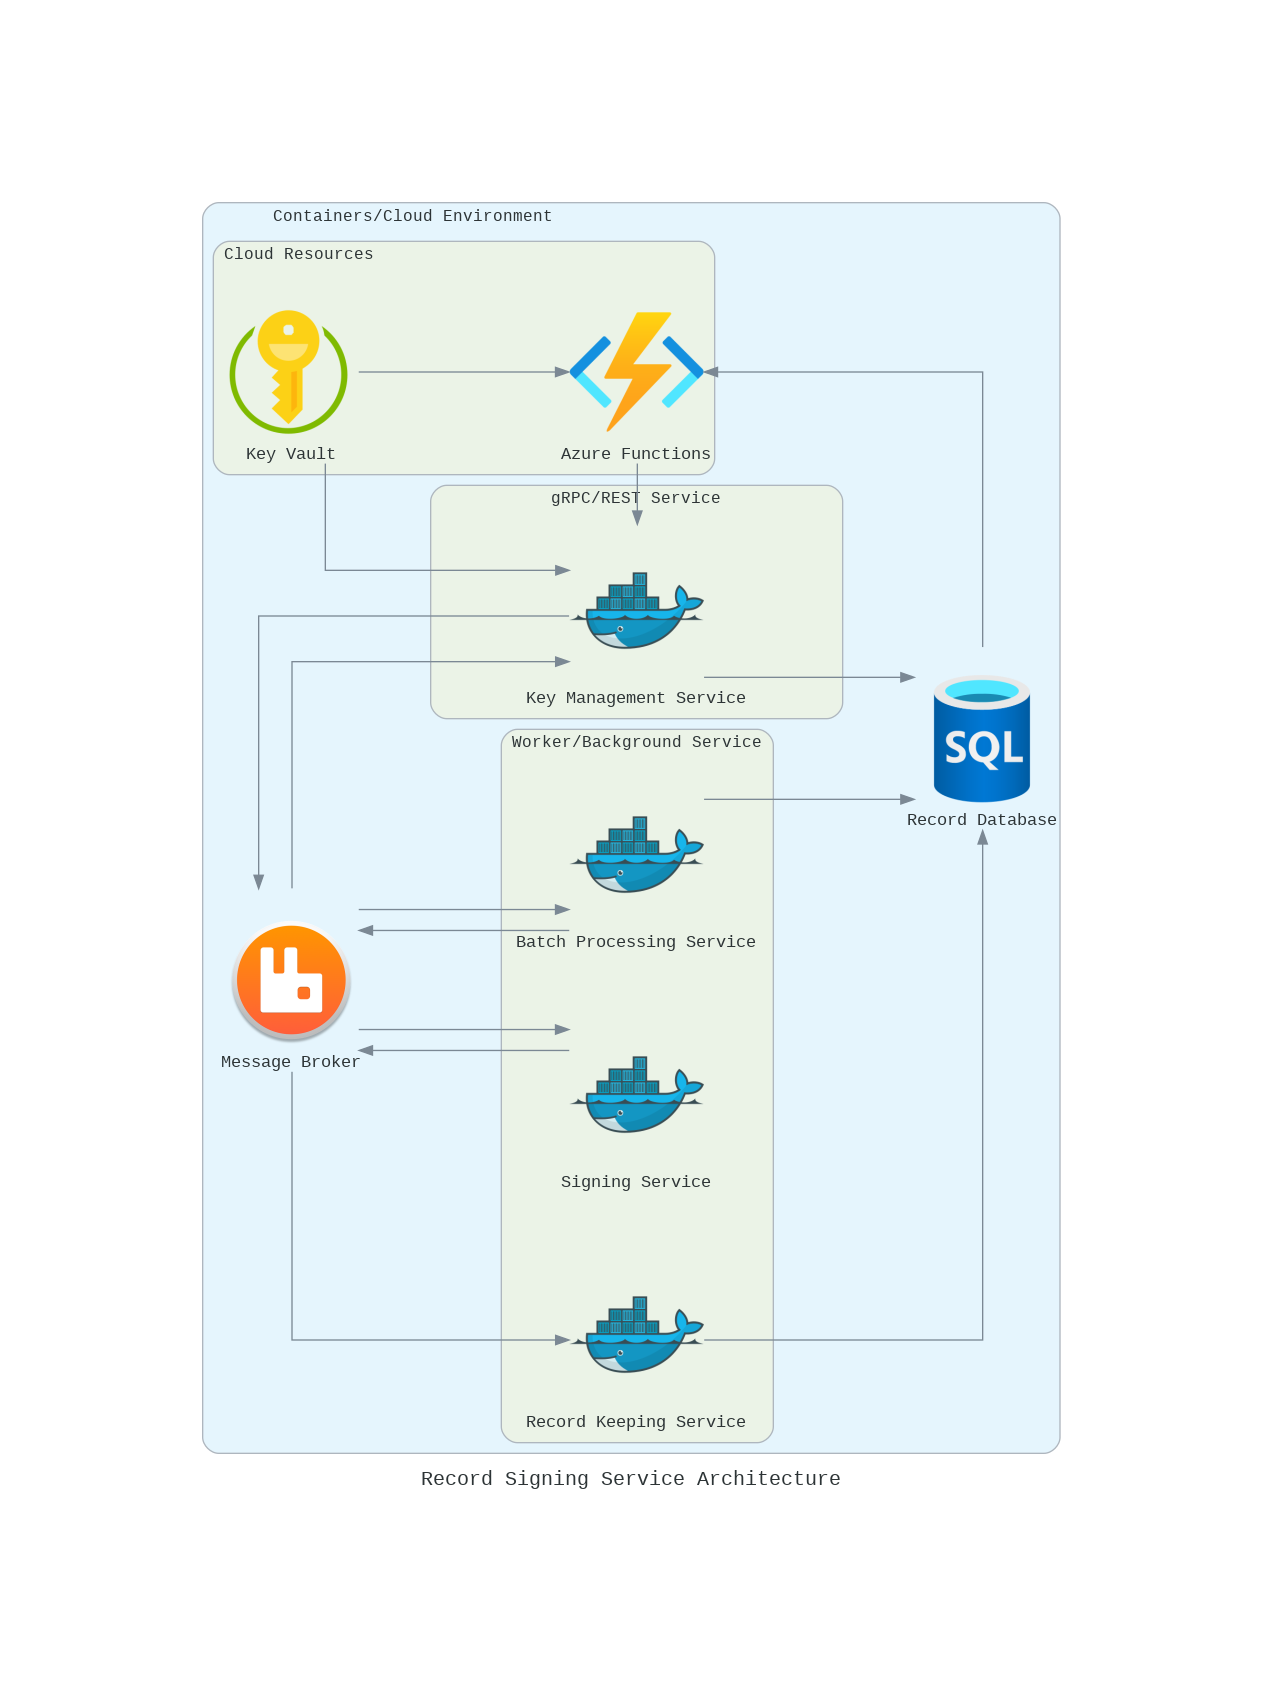 Containers/Cloud Environment
Cloud Resources
Key Vault
Azure Functions
gRPC/REST Service
Key Management Service
Worker/Background Service
SQL
Record Database
Batch Processing Service
Message Broker
Signing Service
Record Keeping Service
Record Signing Service Architecture